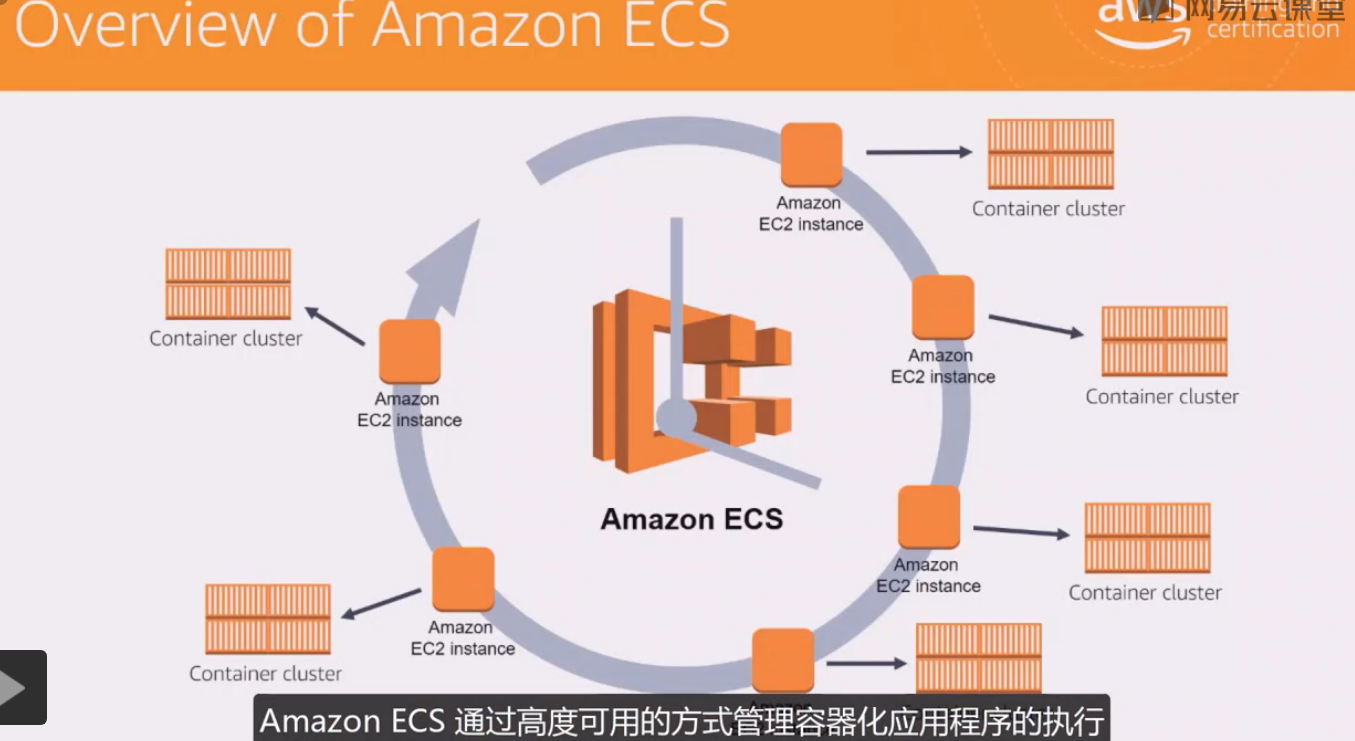 Overview of Amazon ECS
aws
网易云课堂
certification
Amazon
EC2 instance
Container cluster
Amazon
EC2 instance
Container cluster
Container cluster
Amazon
EC2 instance
Amazon ECS
Amazon
EC2 instance
Container cluster
Amazon
EC2 instance
Container cluster
Container cluster
Amazon ECS 通过高度可用的方式管理容器化应用程序的执行